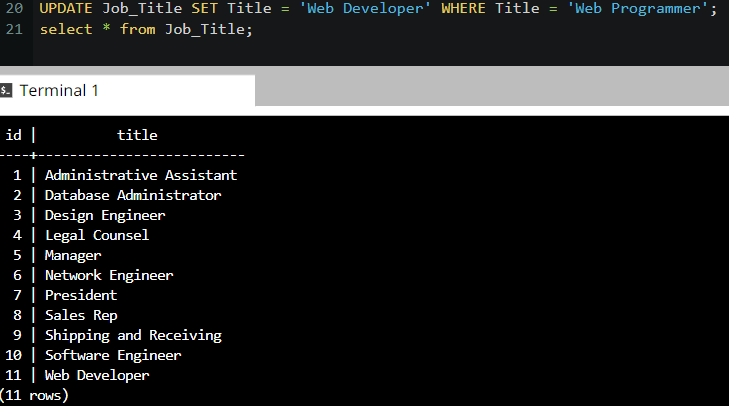 20 UPDATE Job_Title SET Title = 'Web Developer' WHERE Title = 'Web Programmer';
21 select * from Job_Title;
$_ Terminal 1
id | title
----+--------------------------
1 | Administrative Assistant
2 | Database Administrator
3 | Design Engineer
4 | Legal Counsel
5 | Manager
6 | Network Engineer
7 | President
8 | Sales Rep
9 | Shipping and Receiving
10 | Software Engineer
11 | Web Developer
(11 rows)